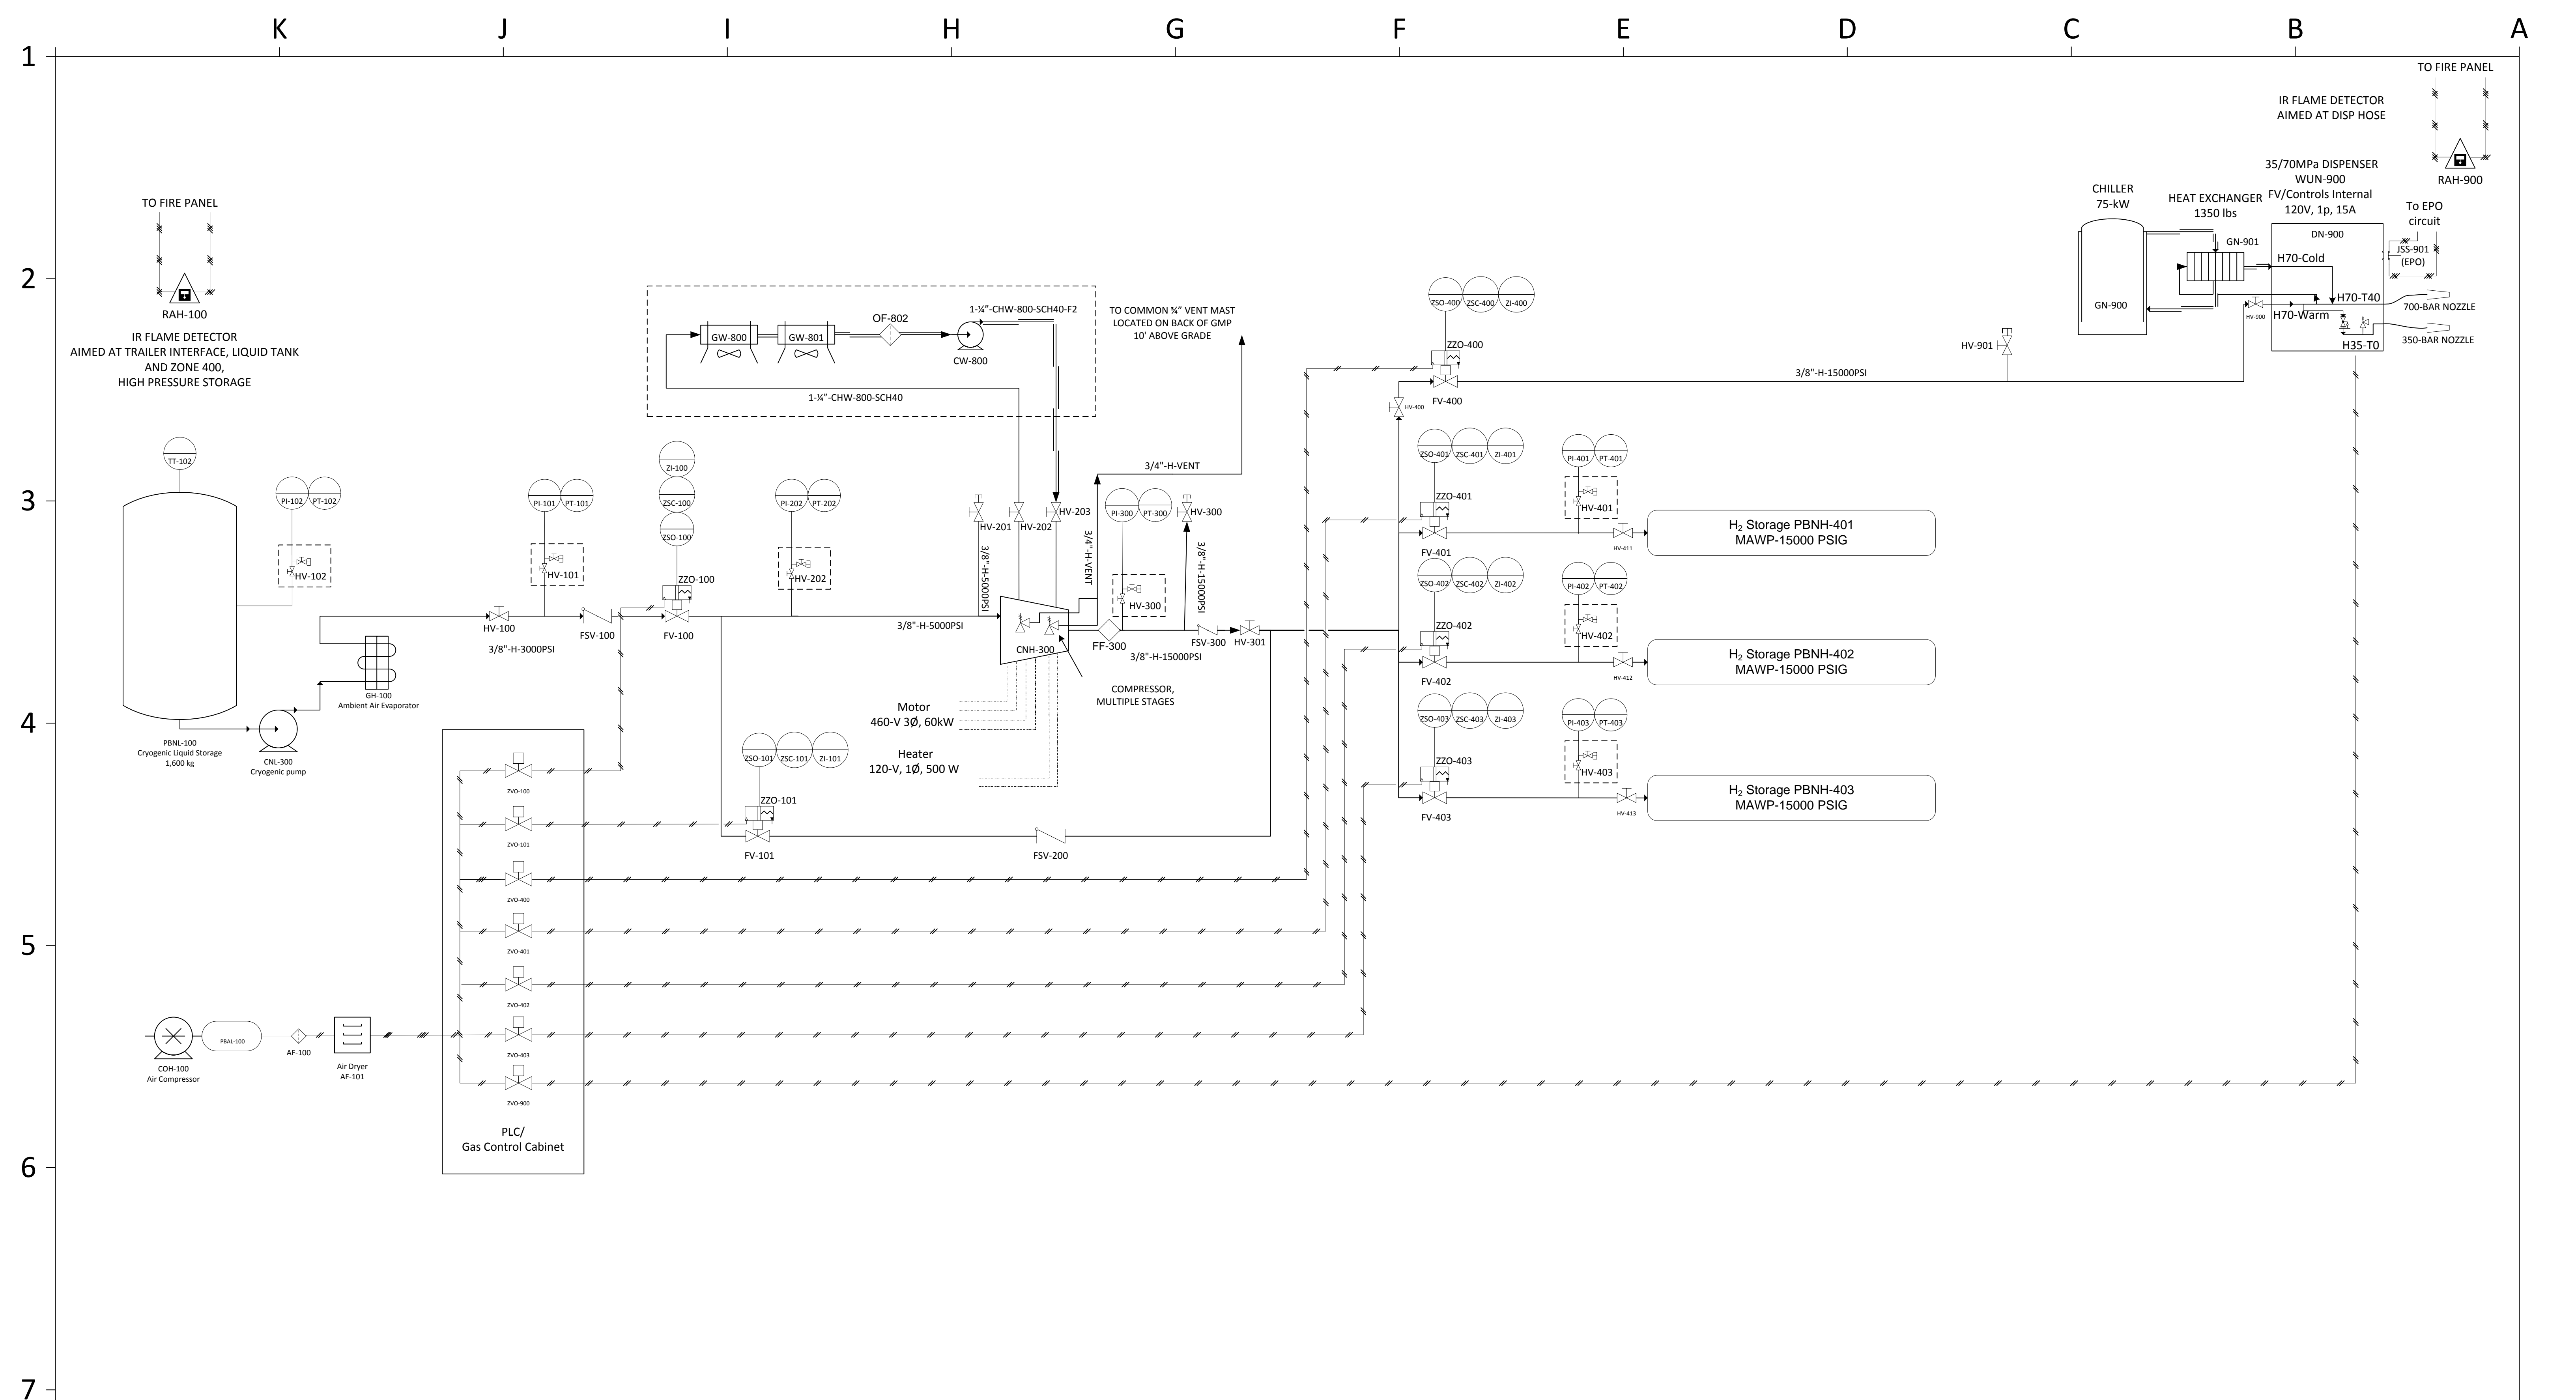 K
J
I
H
G
F
E
D
C
B
A
1
2
3
4
5
6
7
TO FIRE PANEL
RAH-100
IR FLAME DETECTOR
AIMED AT TRAILER INTERFACE, LIQUID TANK
AND ZONE 400,
HIGH PRESSURE STORAGE
TT-102
PI-102
PT-102
HV-102
PBNL-100
Cryogenic Liquid Storage
1,600 kg
CNL-300
Cryogenic pump
GH-100
Ambient Air Evaporator
HV-100
3/8"-H-3000PSI
PI-101
PT-101
HV-101
FSV-100
ZI-100
ZSC-100
ZSO-100
ZZO-100
FV-100
PI-202
PT-202
HV-202
3/8"-H-5000PSI
GW-800
GW-801
OF-802
CW-800
1-¼"-CHW-800-SCH40-F2
1-¼"-CHW-800-SCH40
TO COMMON ¾" VENT MAST
LOCATED ON BACK OF GMP
10' ABOVE GRADE
3/4"-H-VENT
3/4"-H-VENT
HV-201
HV-202
HV-203
3/8"-H-5000PSI
CNH-300
COMPRESSOR,
MULTIPLE STAGES
Motor
460-V 3Ø, 60kW
Heater
120-V, 1Ø, 500 W
PI-300
PT-300
HV-300
HV-300
3/8"-H-15000PSI
FF-300
3/8"-H-15000PSI
FSV-300
HV-301
ZSO-101
ZSC-101
ZI-101
ZZO-101
FV-101
FSV-200
ZSO-400
ZSC-400
ZI-400
ZZO-400
FV-400
HV-400
3/8"-H-15000PSI
ZSO-401
ZSC-401
ZI-401
ZZO-401
FV-401
PI-401
PT-401
HV-401
HV-411
H₂ Storage PBNH-401
MAWP-15000 PSIG
ZSO-402
ZSC-402
ZI-402
ZZO-402
FV-402
PI-402
PT-402
HV-402
HV-412
H₂ Storage PBNH-402
MAWP-15000 PSIG
ZSO-403
ZSC-403
ZI-403
ZZO-403
FV-403
PI-403
PT-403
HV-403
HV-413
H₂ Storage PBNH-403
MAWP-15000 PSIG
HV-901
CHILLER
75-kW
GN-900
HEAT EXCHANGER
1350 lbs
GN-901
HV-900
35/70MPa DISPENSER
WUN-900
FV/Controls Internal
120V, 1p, 15A
DN-900
H70-Cold
H70-T40
H70-Warm
H35-T0
700-BAR NOZZLE
350-BAR NOZZLE
To EPO
circuit
JSS-901
(EPO)
IR FLAME DETECTOR
AIMED AT DISP HOSE
TO FIRE PANEL
RAH-900
ZVO-100
ZVO-101
ZVO-400
ZVO-401
ZVO-402
ZVO-403
ZVO-900
PLC/
Gas Control Cabinet
COH-100
Air Compressor
PBAL-100
AF-100
Air Dryer
AF-101